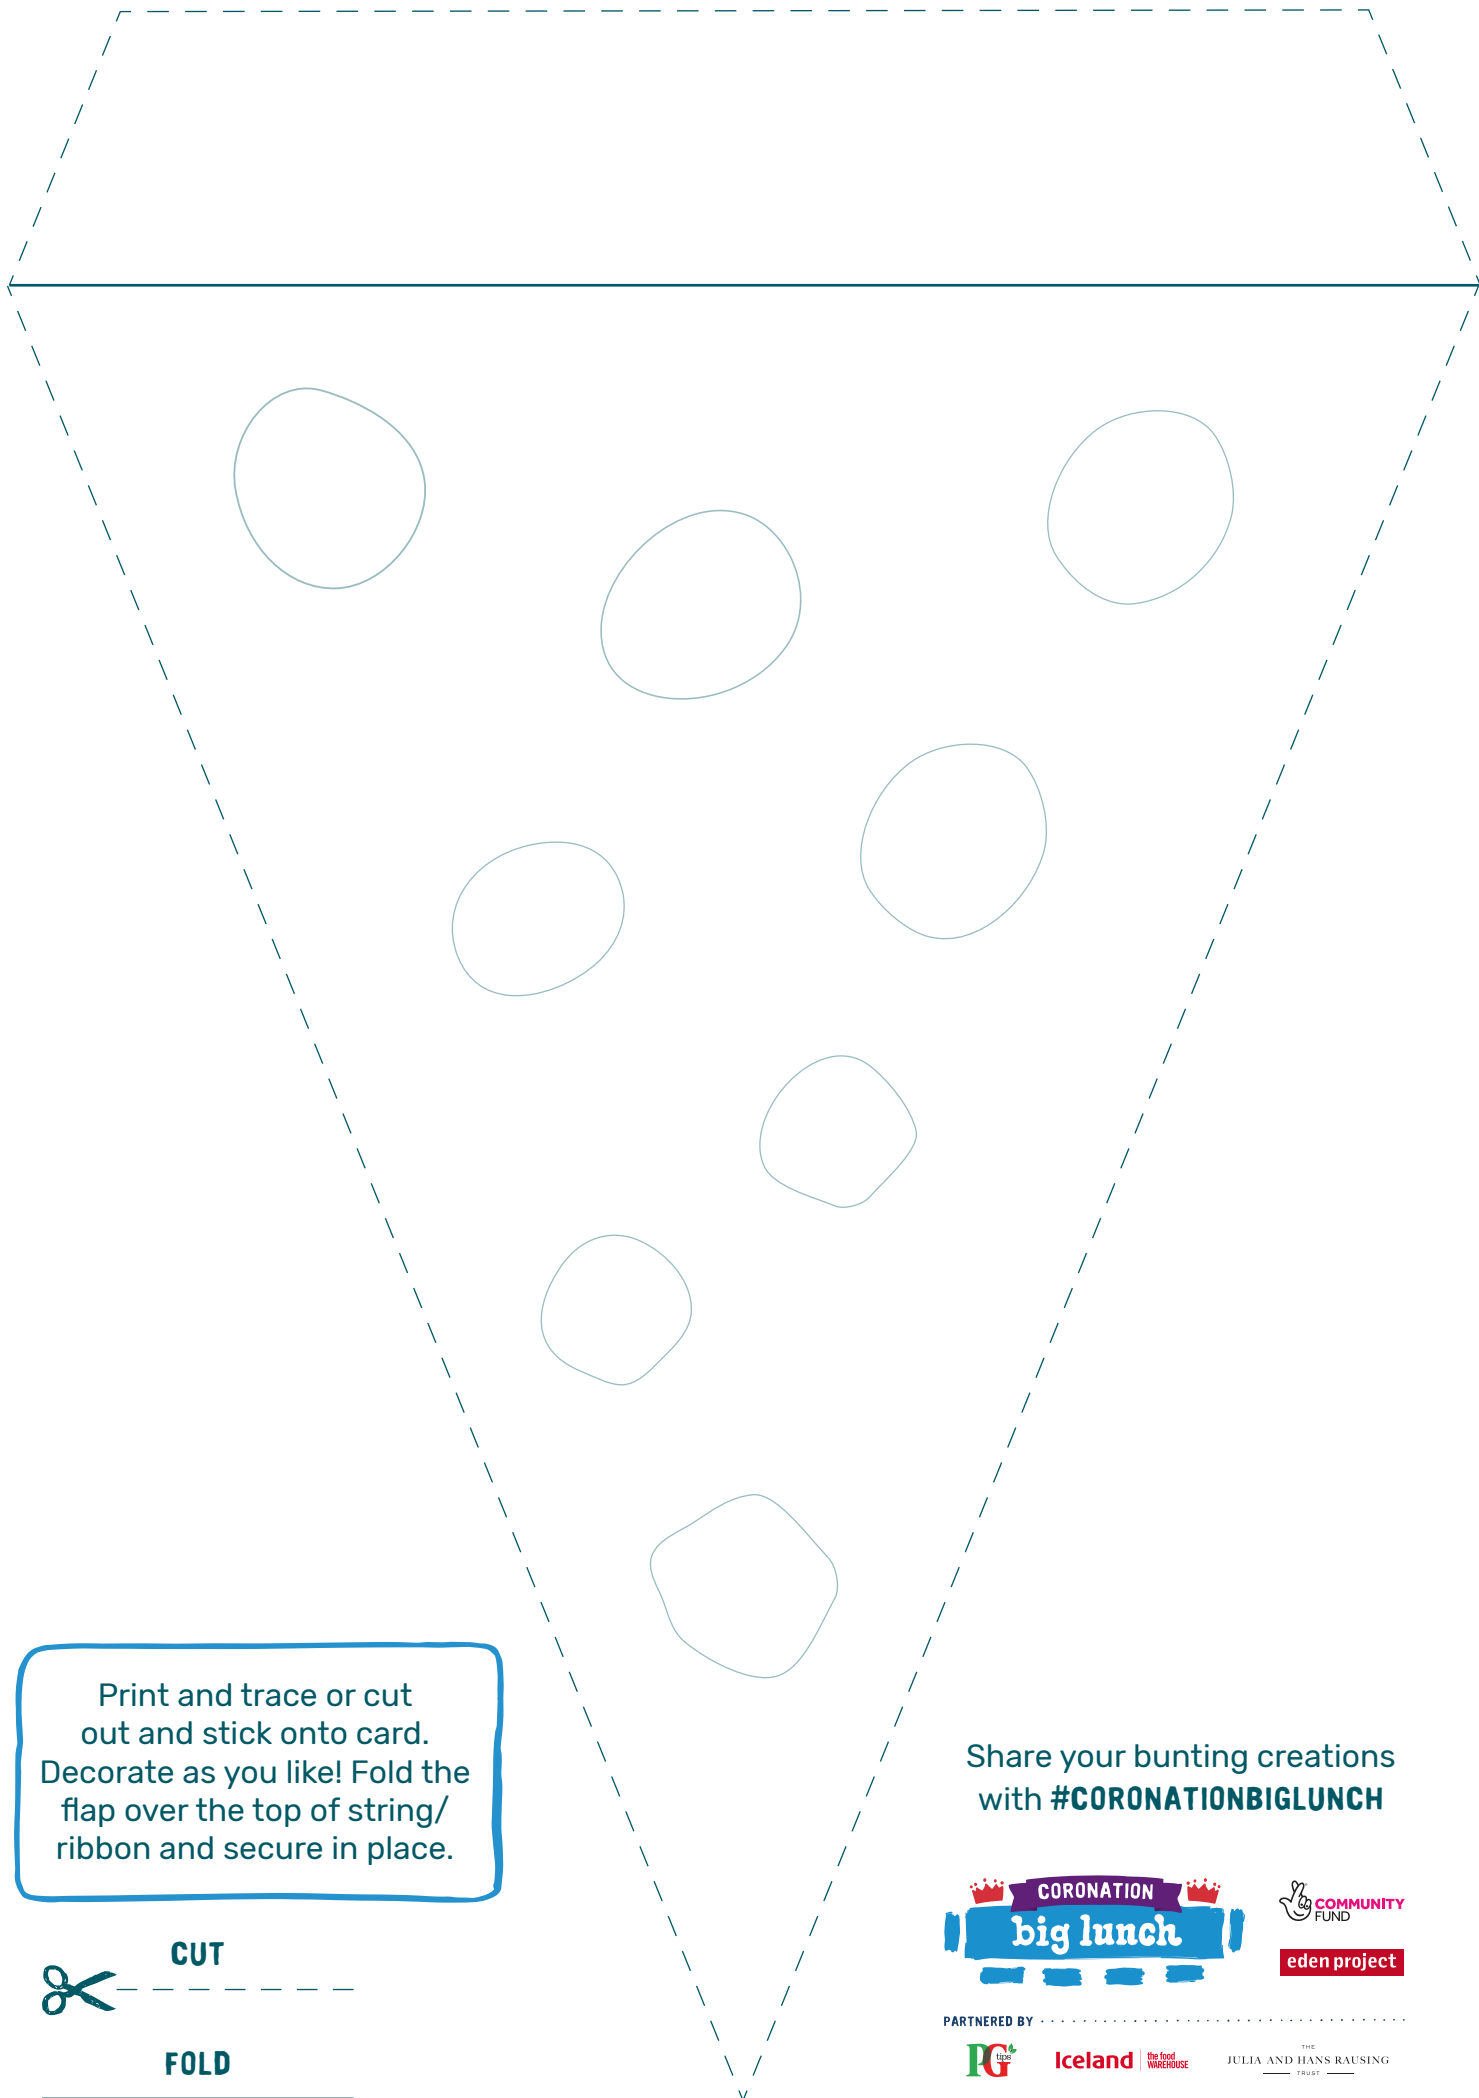 Print and trace or cut
out and stick onto card.
Decorate as you like! Fold the
flap over the top of string/
ribbon and secure in place.
CUT
FOLD
Share your bunting creations
with #CORONATIONBIGLUNCH
CORONATION
big lunch
COMMUNITY
FUND
eden project
PARTNERED BY
PG tips
Iceland
the food
WAREHOUSE
THE
JULIA AND HANS RAUSING
TRUST